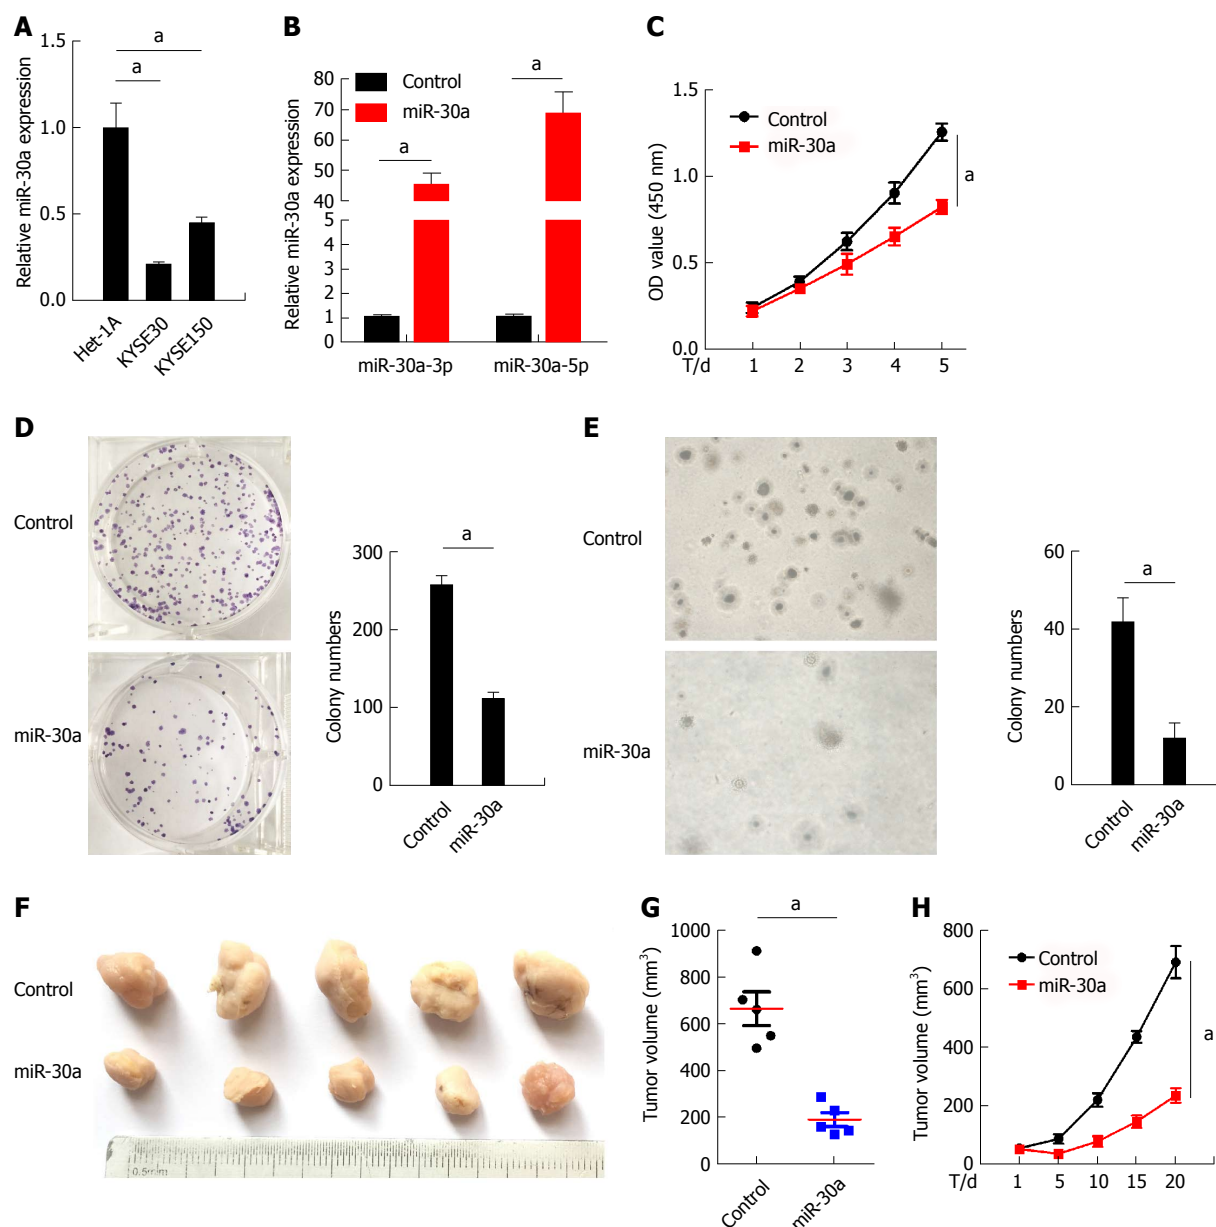 A
a
a
1.5
1.0
0.5
0.0
Relative miR-30a expression
Het-1A
KYSE30
KYSE150
B
a
Control
miR-30a
a
80
70
60
50
40
5
4
3
2
1
0
Relative miR-30a expression
miR-30a-3p
miR-30a-5p
C
1.5
1.0
0.5
0.0
OD value (450 nm)
Control
miR-30a
a
T/d
1
2
3
4
5
D
Control
miR-30a
300
200
100
0
Colony numbers
a
Control
miR-30a
E
Control
miR-30a
60
40
20
0
Colony numbers
a
Control
miR-30a
F
Control
miR-30a
0.5mm
G
a
1000
800
600
400
200
0
Tumor volume (mm³)
Control
miR-30a
H
800
600
400
200
0
Tumor volume (mm³)
Control
miR-30a
a
T/d
1
5
10
15
20